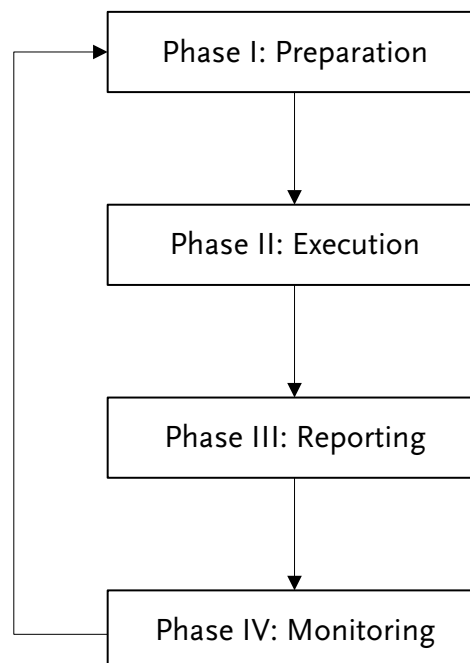 Phase I: Preparation
Phase II: Execution
Phase III: Reporting
Phase IV: Monitoring